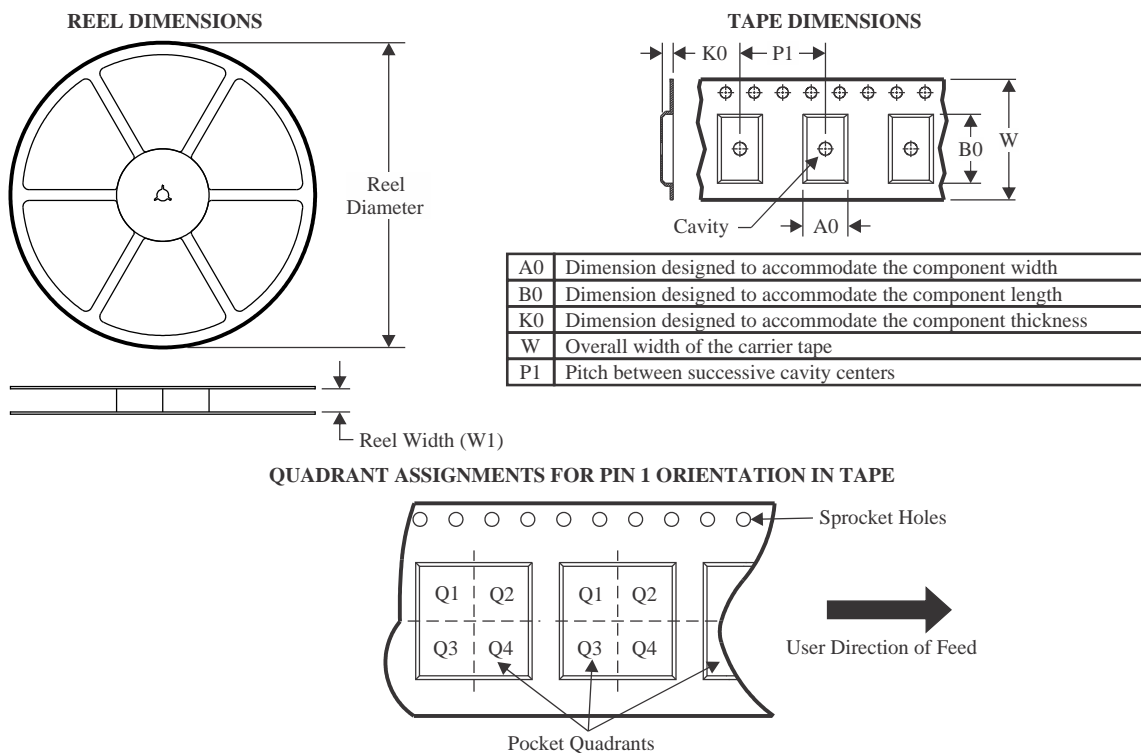 REEL DIMENSIONS
Reel
Diameter
Reel Width (W1)
TAPE DIMENSIONS
K0
P1
W
B0
Cavity
A0
A0 Dimension designed to accommodate the component width
B0 Dimension designed to accommodate the component length
K0 Dimension designed to accommodate the component thickness
W Overall width of the carrier tape
P1 Pitch between successive cavity centers
QUADRANT ASSIGNMENTS FOR PIN 1 ORIENTATION IN TAPE
Sprocket Holes
Q1 Q2 Q1 Q2
Q3 Q4 Q3 Q4
User Direction of Feed
Pocket Quadrants